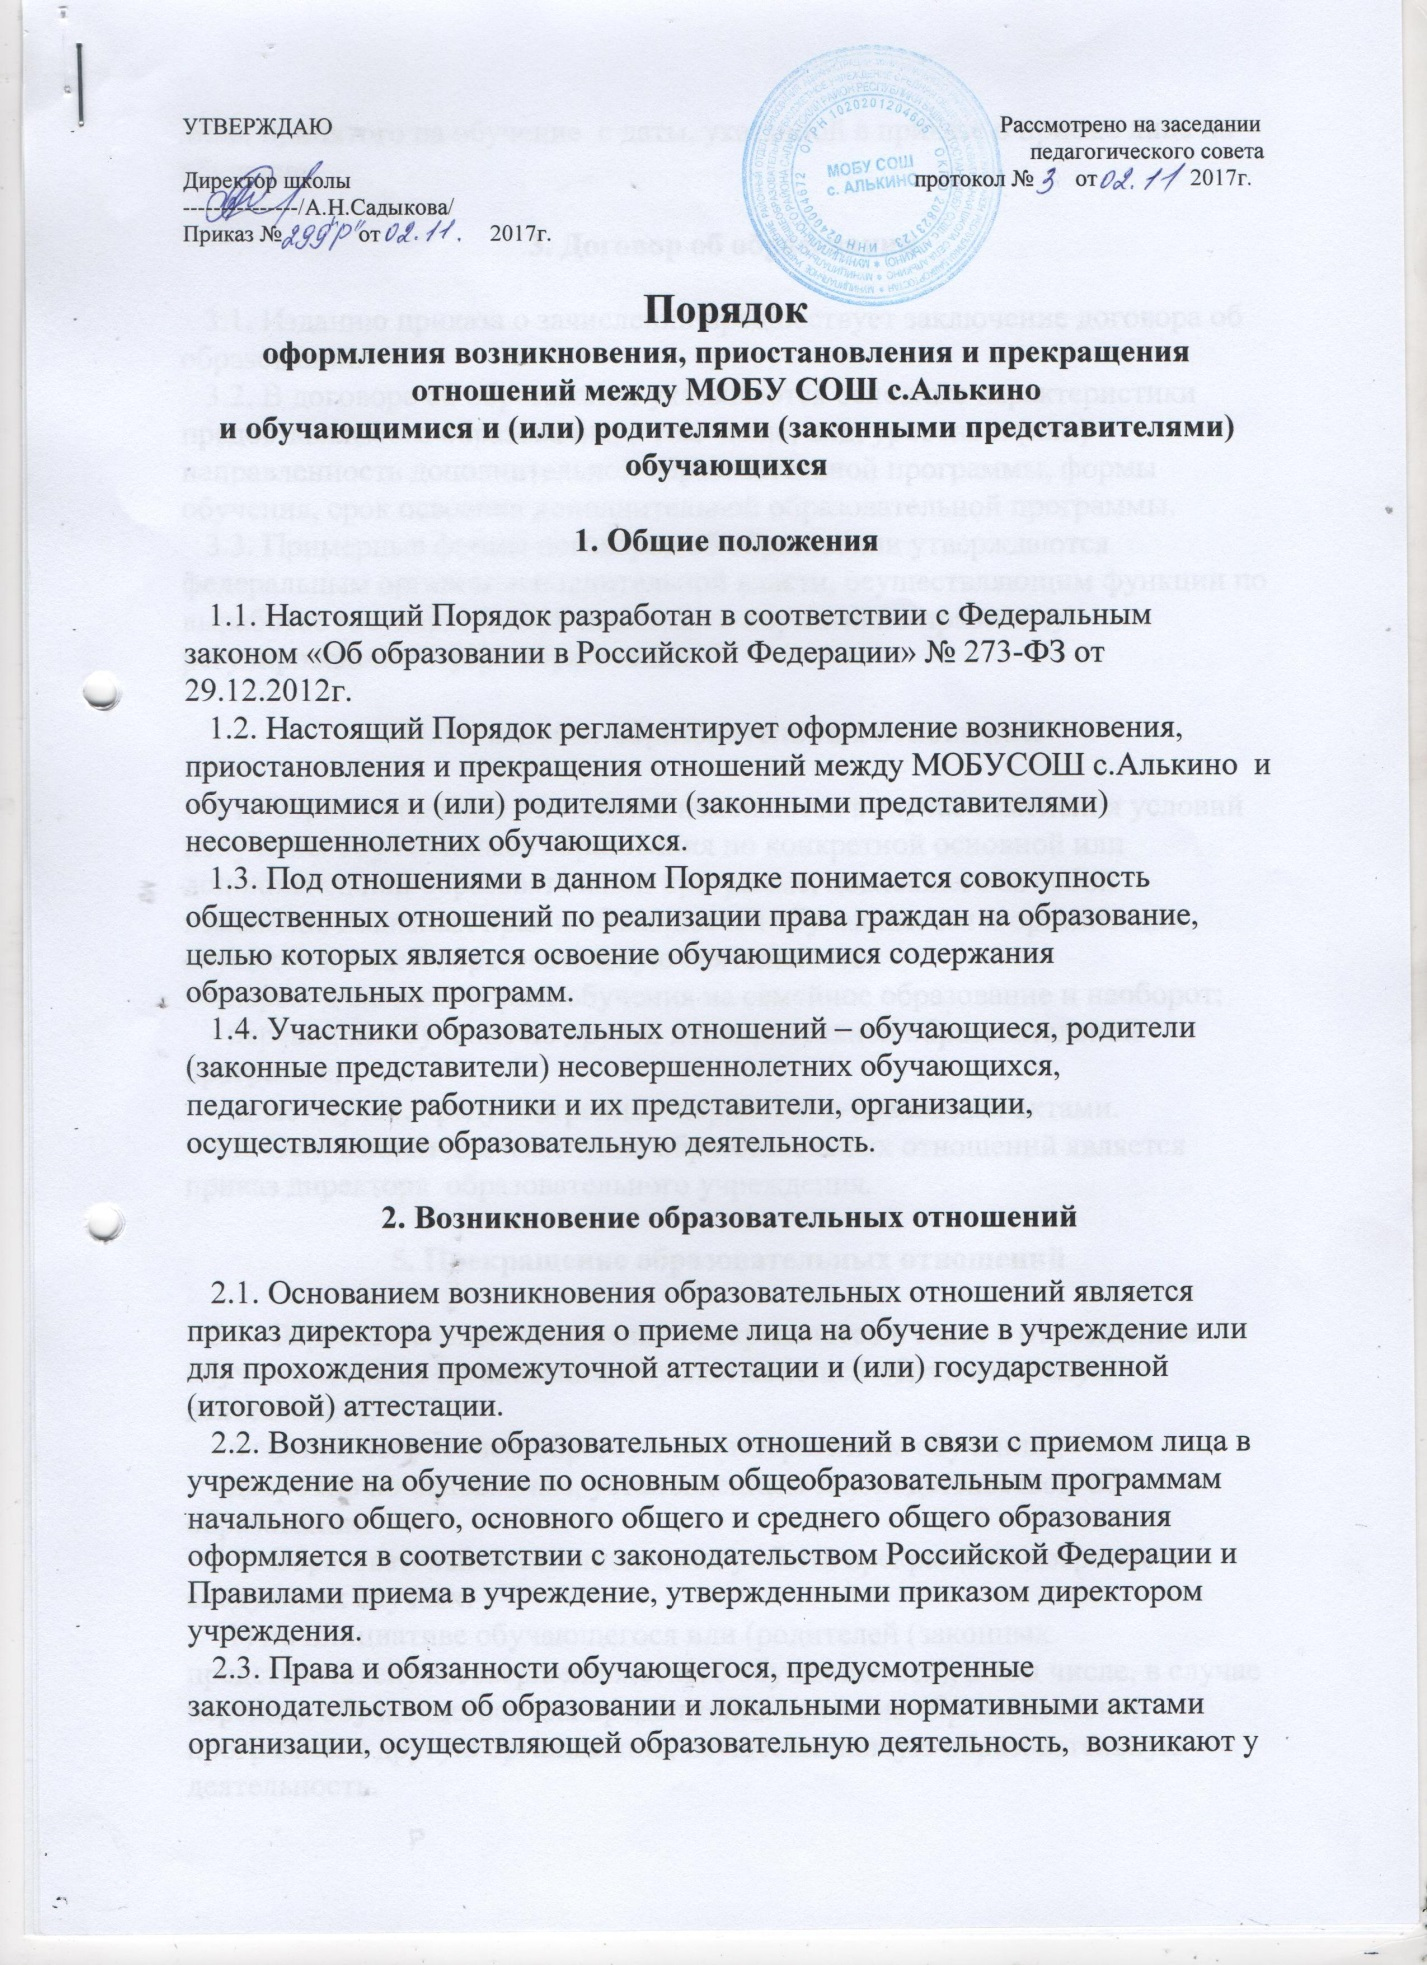 УТВЕРЖДАЮ
Рассмотрено на заседании
педагогического совета
Директор школы
протокол № 3 от 02.11 2017г.
---------------/А.Н.Садыкова/
Приказ № 299"р" от 02.11. 2017г.
МОБУ СОШ
с. АЛЬКИНО
Порядок
оформления возникновения, приостановления и прекращения
отношений между МОБУ СОШ с.Алькино
и обучающимися и (или) родителями (законными представителями)
обучающихся
1. Общие положения
1.1. Настоящий Порядок разработан в соответствии с Федеральным
законом «Об образовании в Российской Федерации» № 273-ФЗ от
29.12.2012г.
1.2. Настоящий Порядок регламентирует оформление возникновения,
приостановления и прекращения отношений между МОБУСОШ с.Алькино и
обучающимися и (или) родителями (законными представителями)
несовершеннолетних обучающихся.
1.3. Под отношениями в данном Порядке понимается совокупность
общественных отношений по реализации права граждан на образование,
целью которых является освоение обучающимися содержания
образовательных программ.
1.4. Участники образовательных отношений – обучающиеся, родители
(законные представители) несовершеннолетних обучающихся,
педагогические работники и их представители, организации,
осуществляющие образовательную деятельность.
2. Возникновение образовательных отношений
2.1. Основанием возникновения образовательных отношений является
приказ директора учреждения о приеме лица на обучение в учреждение или
для прохождения промежуточной аттестации и (или) государственной
(итоговой) аттестации.
2.2. Возникновение образовательных отношений в связи с приемом лица в
учреждение на обучение по основным общеобразовательным программам
начального общего, основного общего и среднего общего образования
оформляется в соответствии с законодательством Российской Федерации и
Правилами приема в учреждение, утвержденными приказом директором
учреждения.
2.3. Права и обязанности обучающегося, предусмотренные
законодательством об образовании и локальными нормативными актами
организации, осуществляющей образовательную деятельность, возникают у